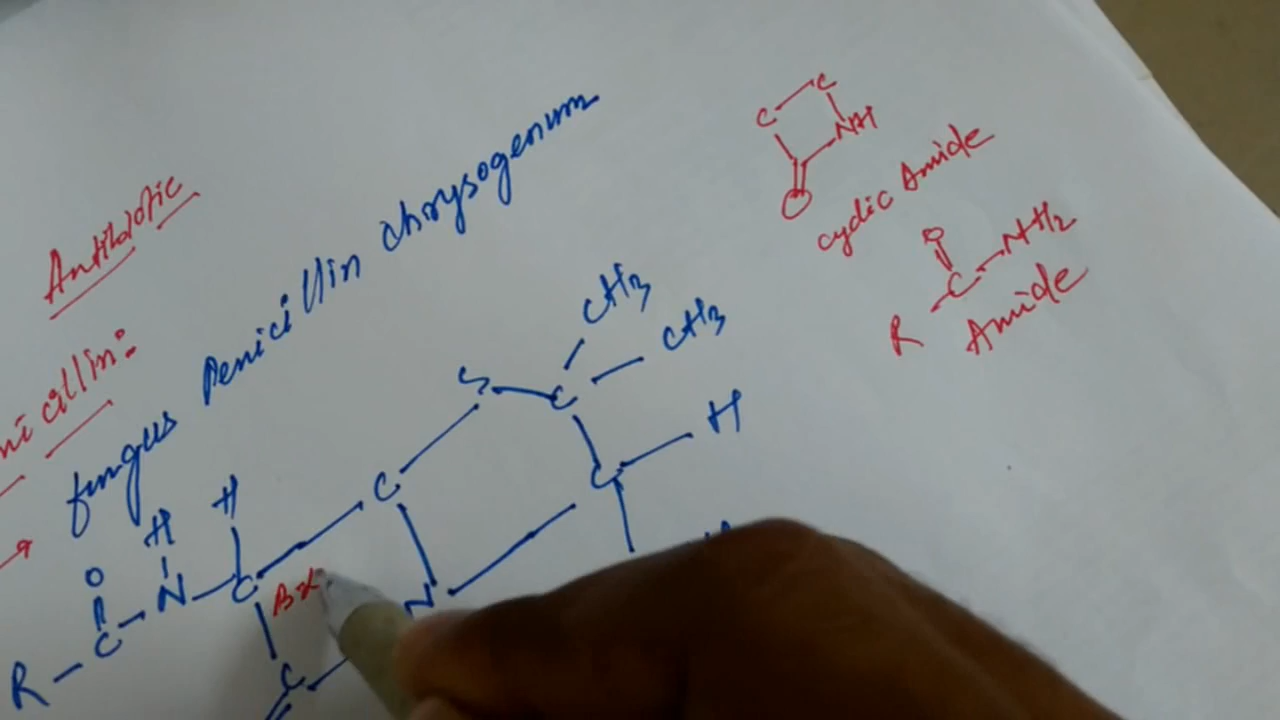 Antibiotic
nicillin:
fungus Penicillin chrysogenum
C C
NH
O
cyclic Amide
O
NH2
C
R
Amide
CH3
CH3
S C
H
C
C
H
H
O
N C
N
C
R
C